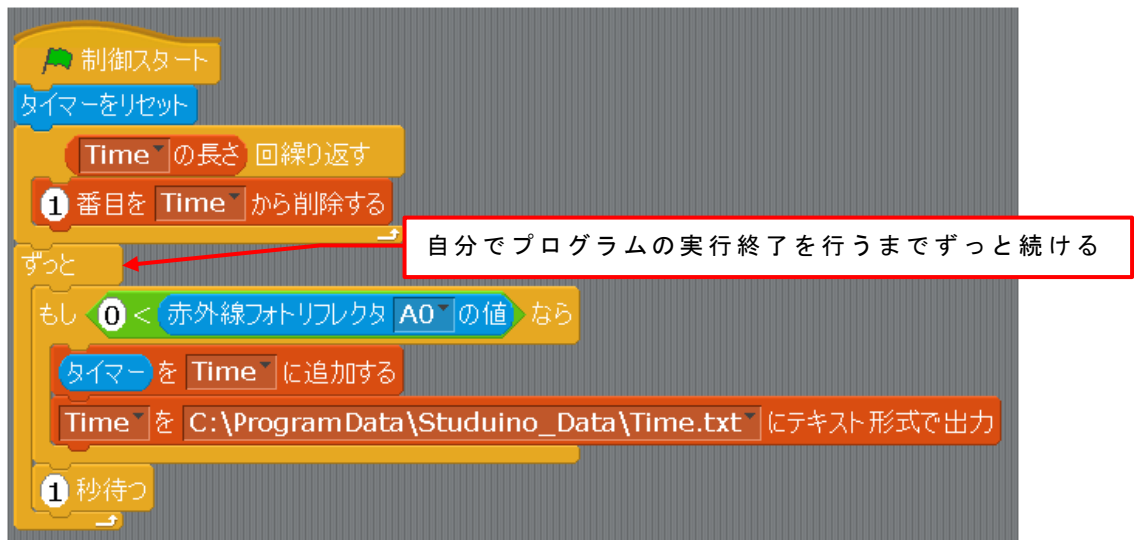 制御スタート
タイマーをリセット
Timeの長さ 回繰り返す
1 番目を Time から削除する
自分でプログラムの実行終了を行うまでずっと続ける
ずっと
もし 0 < 赤外線フォトリフレクタ A0 の値 なら
タイマー を Time に追加する
Time を C:\ProgramData\Studuino_Data\Time.txt にテキスト形式で出力
1 秒待つ